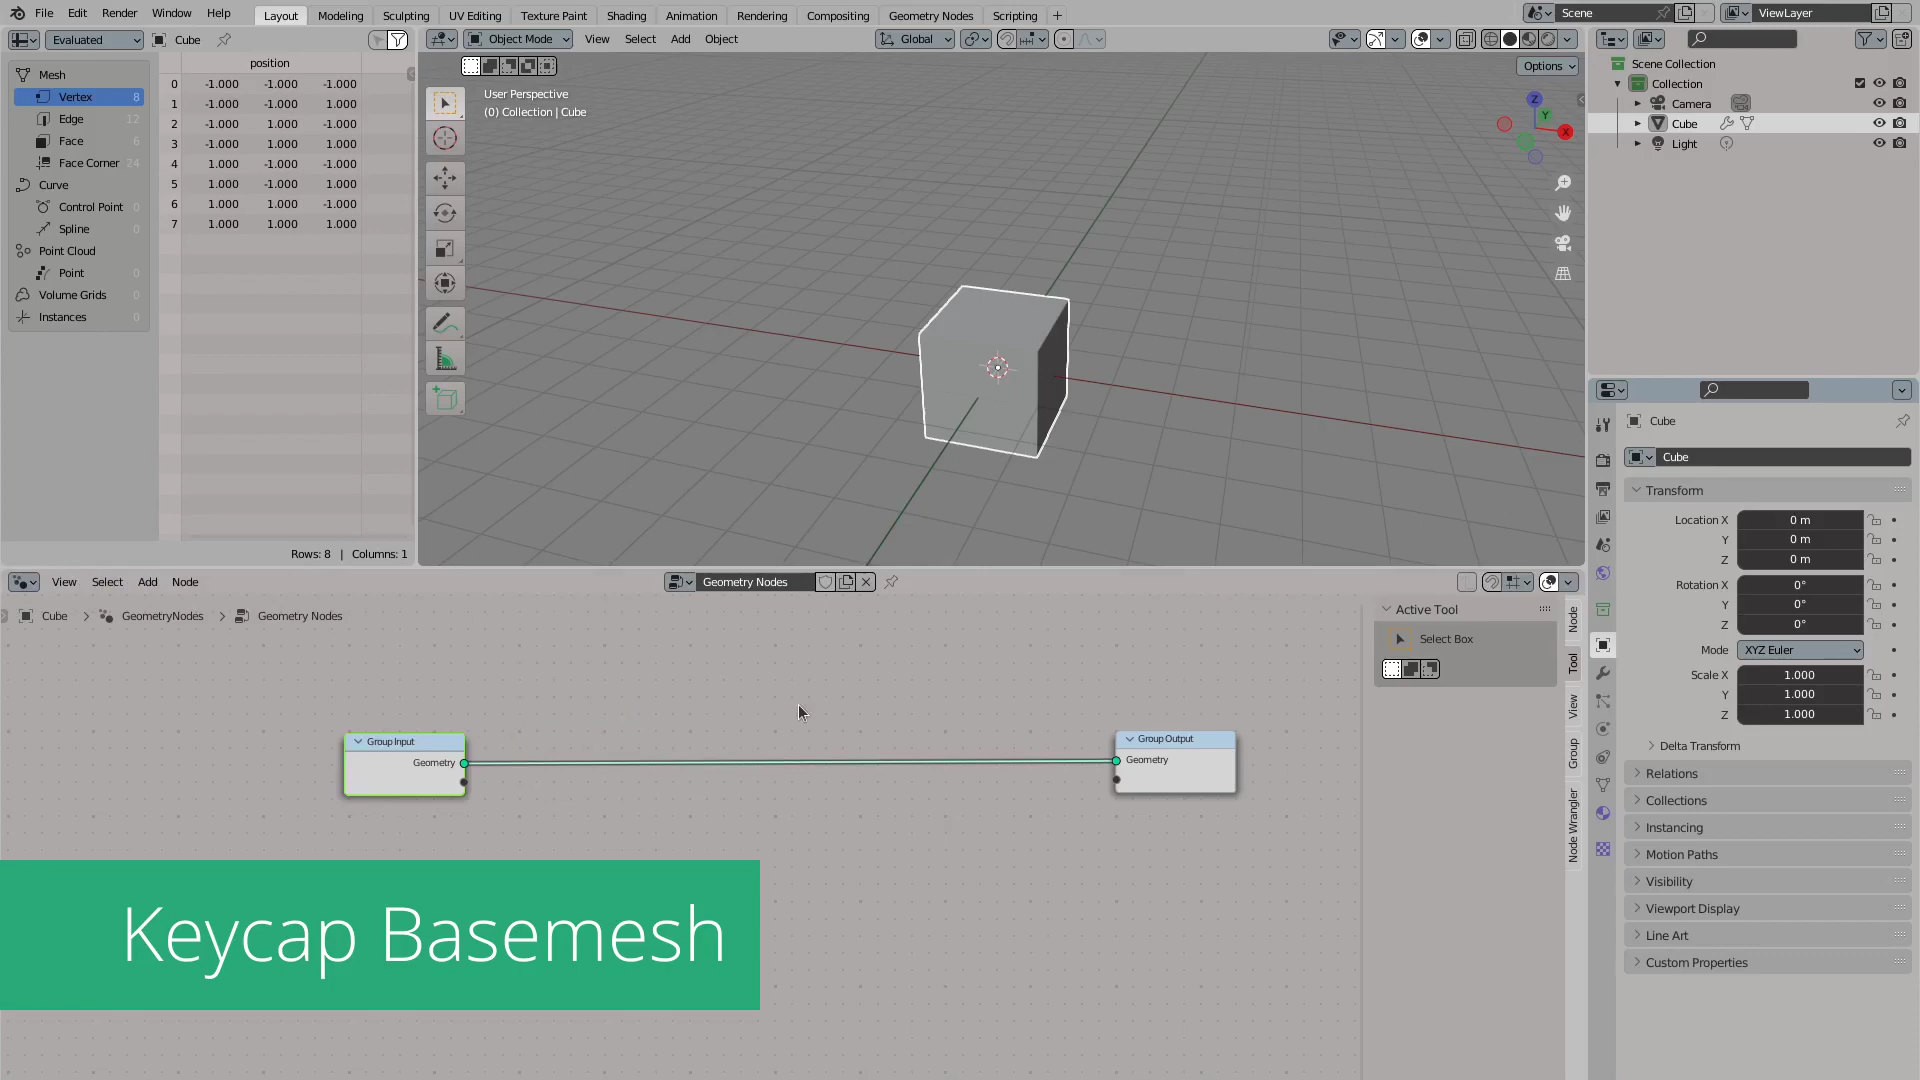 File Edit Render Window Help Layout Modeling Sculpting UV Editing Texture Paint Shading Animation Rendering Compositing Geometry Nodes Scripting + Scene ViewLayer
Evaluated Cube
position
Mesh
Vertex 8
Edge 12
Face 6
Face Corner 24
Curve
Control Point 0
Spline 0
Point Cloud
Point 0
Volume Grids 0
Instances 0
0 -1.000 -1.000 -1.000
1 -1.000 -1.000 1.000
2 -1.000 1.000 -1.000
3 -1.000 1.000 1.000
4 1.000 -1.000 -1.000
5 1.000 -1.000 1.000
6 1.000 1.000 -1.000
7 1.000 1.000 1.000
Rows: 8 | Columns: 1
Object Mode View Select Add Object Global
Options
User Perspective
(0) Collection | Cube
Z
Y
X
Scene Collection
Collection
Camera
Cube
Light
Cube
Cube
Transform
Location X 0 m
Y 0 m
Z 0 m
Rotation X 0°
Y 0°
Z 0°
Mode XYZ Euler
Scale X 1.000
Y 1.000
Z 1.000
Delta Transform
Relations
Collections
Instancing
Motion Paths
Visibility
Viewport Display
Line Art
Custom Properties
View Select Add Node Geometry Nodes
Cube > GeometryNodes > Geometry Nodes
Active Tool
Select Box
Node
Tool
View
Group
Node Wrangler
Group Input
Geometry
Group Output
Geometry
Keycap Basemesh